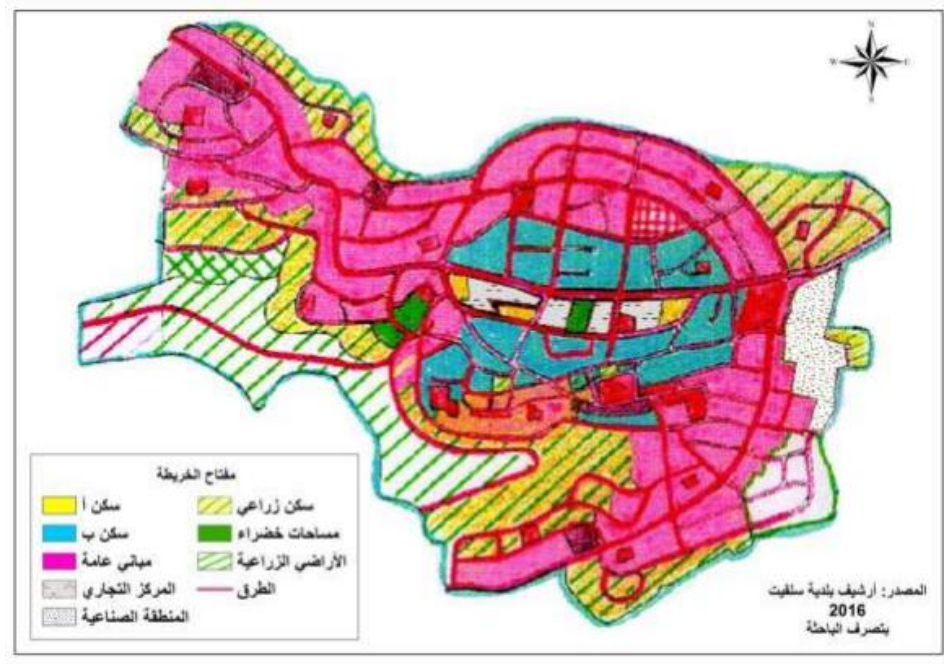 N
W E
S
مفتاح الخريطة
سكن أ
سكن زراعي
سكن ب
مساحات خضراء
مباني عامة
الأراضي الزراعية
المركز التجاري
الطرق
المنطقة الصناعية
المصدر: أرشيف بلدية سلفيت
2016
بتصرف الباحثة